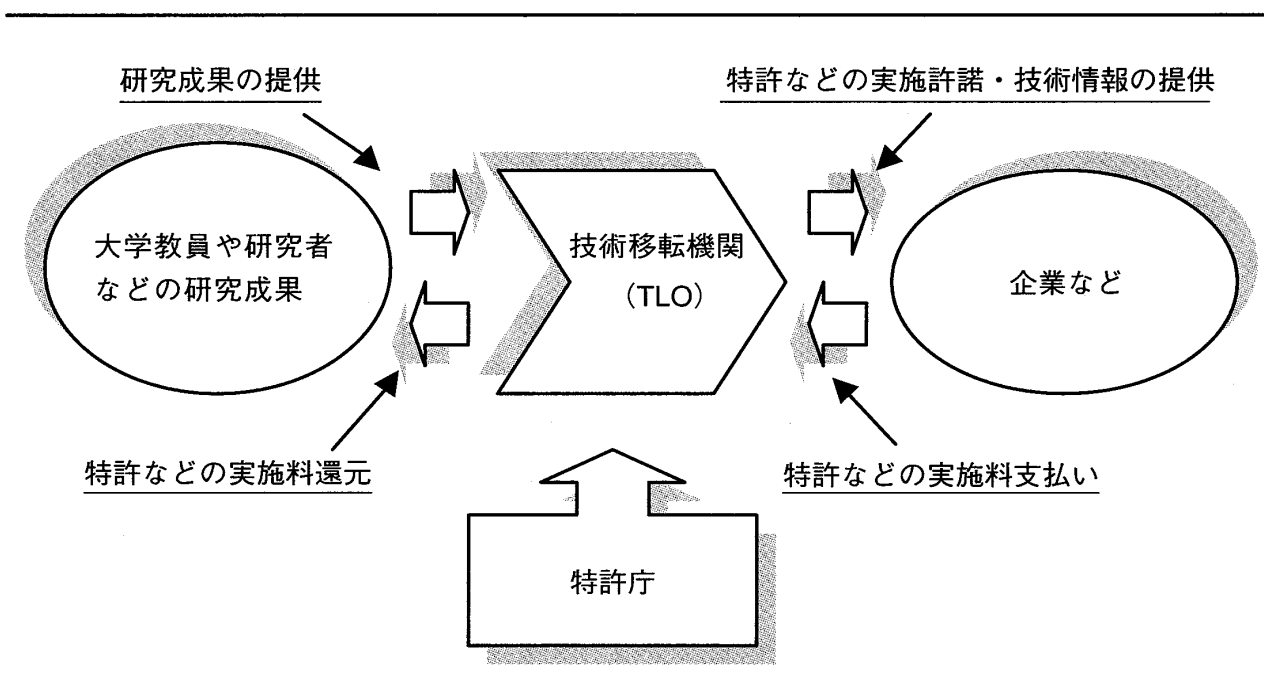 研究成果の提供
特許などの実施許諾・技術情報の提供
大学教員や研究者
などの研究成果
技術移転機関
（TLO）
企業など
特許などの実施料還元
特許などの実施料支払い
特許庁